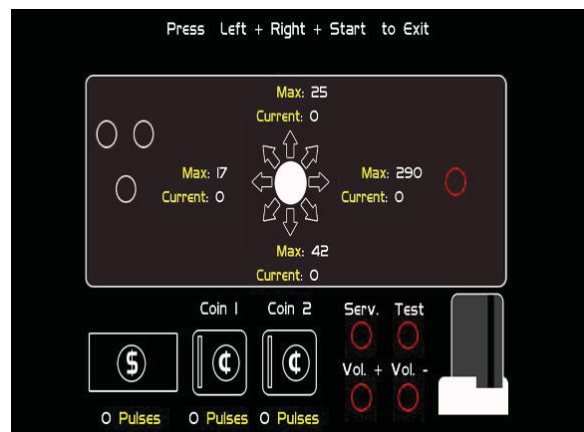 Press Left + Right + Start to Exit
Max: 25
Current: 0
Max: 17
Current: 0
Max: 290
Current: 0
Max: 42
Current: 0
Coin 1 Coin 2 Serv. Test
$ ¢ ¢
Vol. + Vol. -
0 Pulses 0 Pulses 0 Pulses